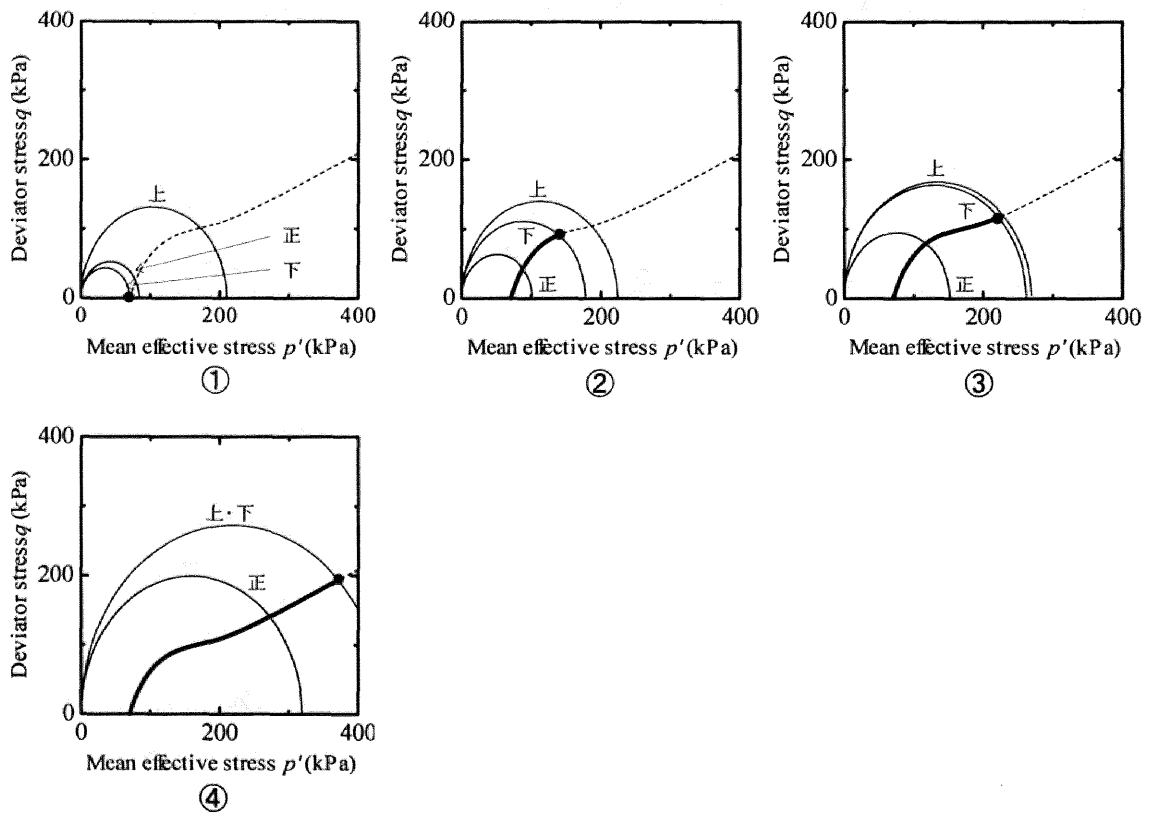 400
200
0
0
200
400
Deviator stress q (kPa)
Mean effective stress p' (kPa)
上
正
下
①
400
200
0
0
200
400
Deviator stress q (kPa)
Mean effective stress p' (kPa)
上
下
正
②
400
200
0
0
200
400
Deviator stress q (kPa)
Mean effective stress p' (kPa)
上
下
正
③
400
200
0
0
200
400
Deviator stress q (kPa)
Mean effective stress p' (kPa)
上・下
正
④